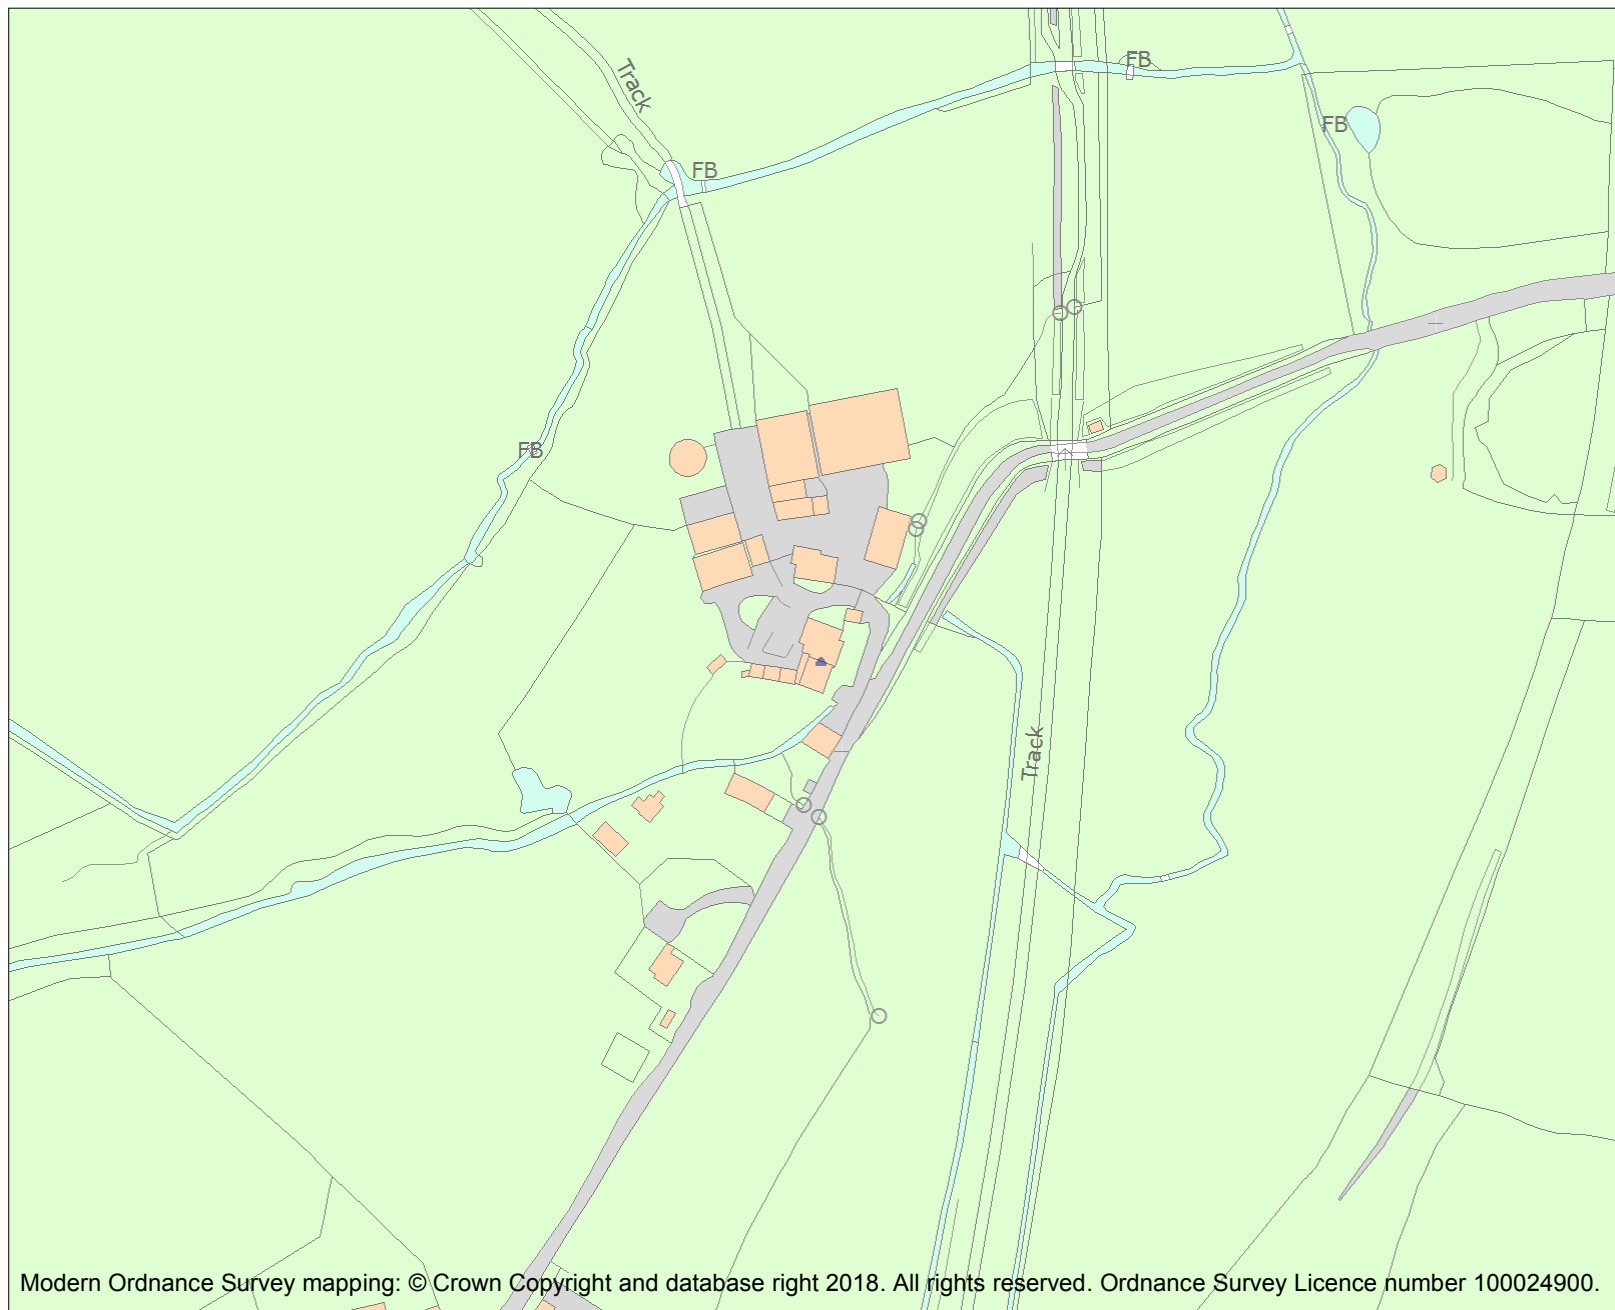 FB
Track
FB
FB
FB
Track
Modern Ordnance Survey mapping: © Crown Copyright and database right 2018. All rights reserved. Ordnance Survey Licence number 100024900.